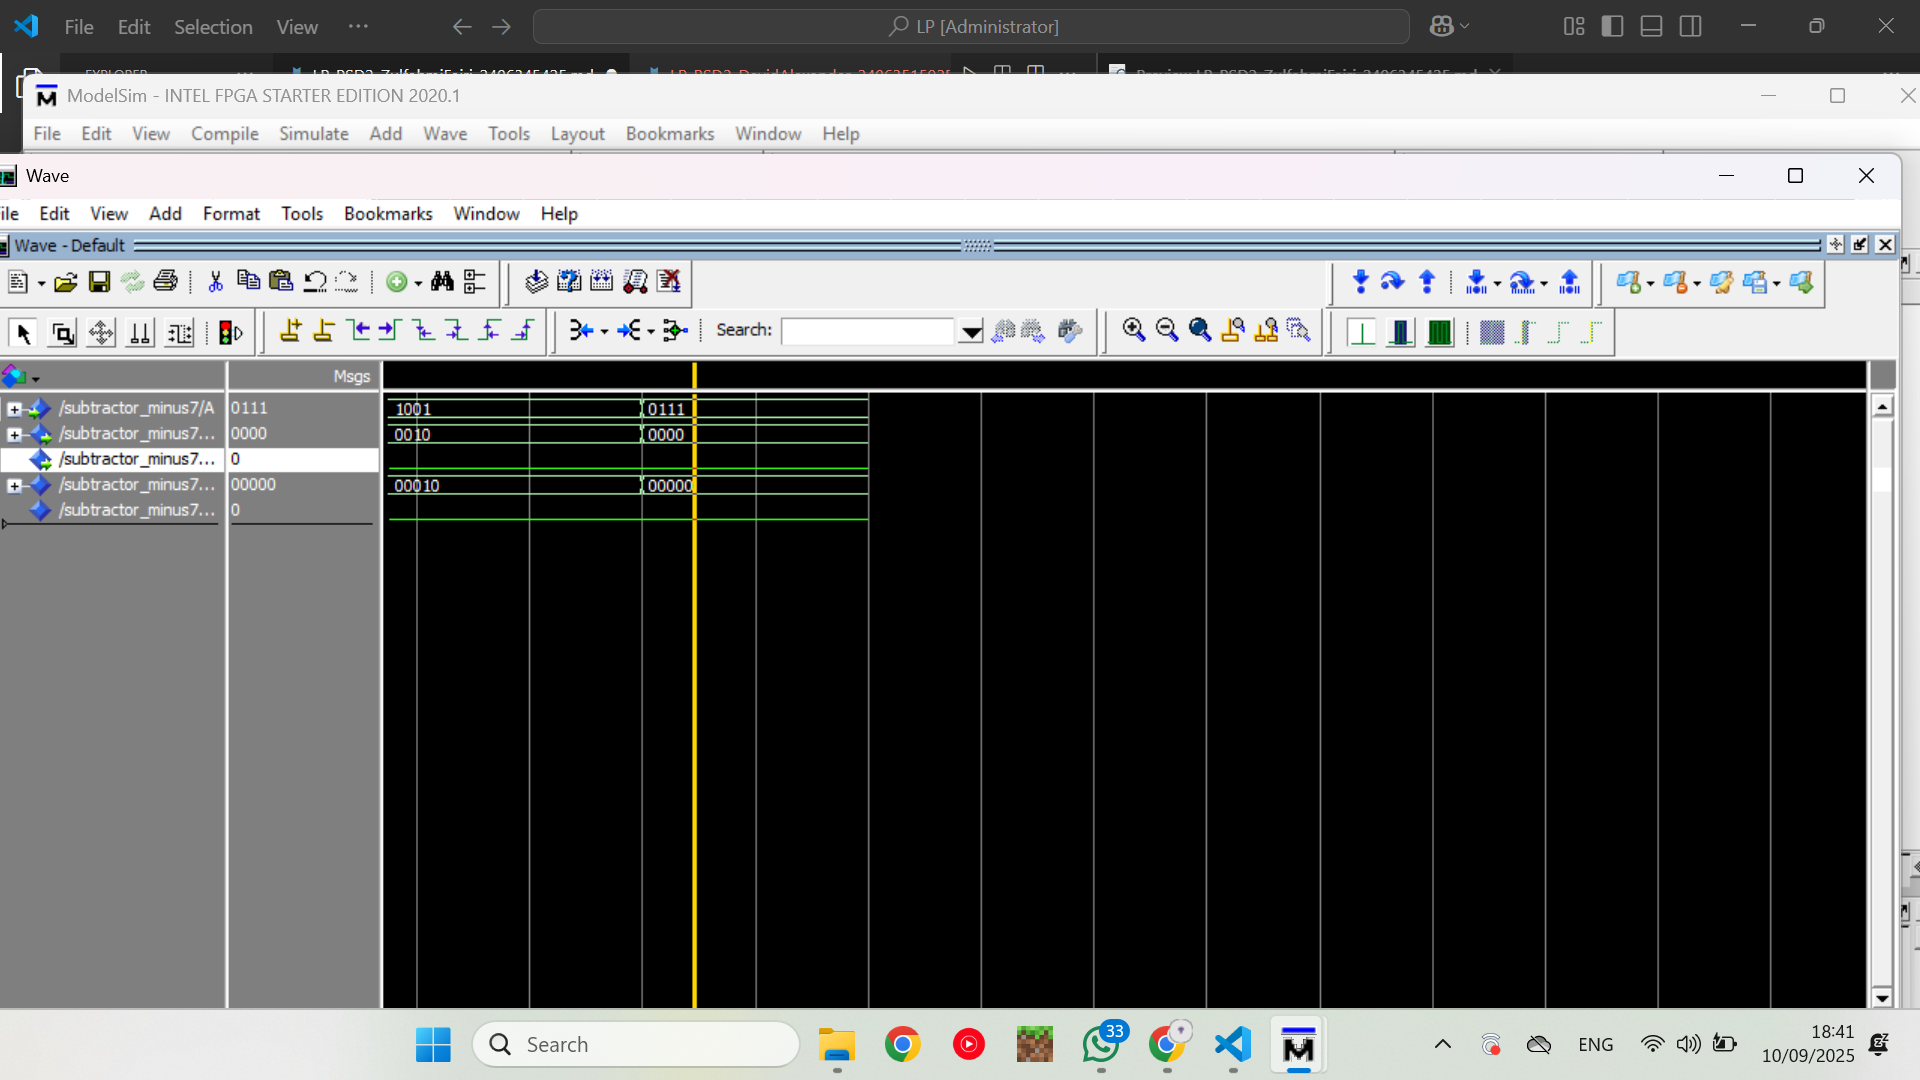 File Edit Selection View ... LP [Administrator]
ModelSim - INTEL FPGA STARTER EDITION 2020.1
File Edit View Compile Simulate Add Wave Tools Layout Bookmarks Window Help
Wave
ile Edit View Add Format Tools Bookmarks Window Help
Wave - Default
Search:
Msgs
/subtractor_minus7/A 0111 1001 0111
/subtractor_minus7... 0000 0010 0000
/subtractor_minus7... 0
/subtractor_minus7... 00000 00010 00000
/subtractor_minus7... 0
Search 33 ENG 18:41
10/09/2025